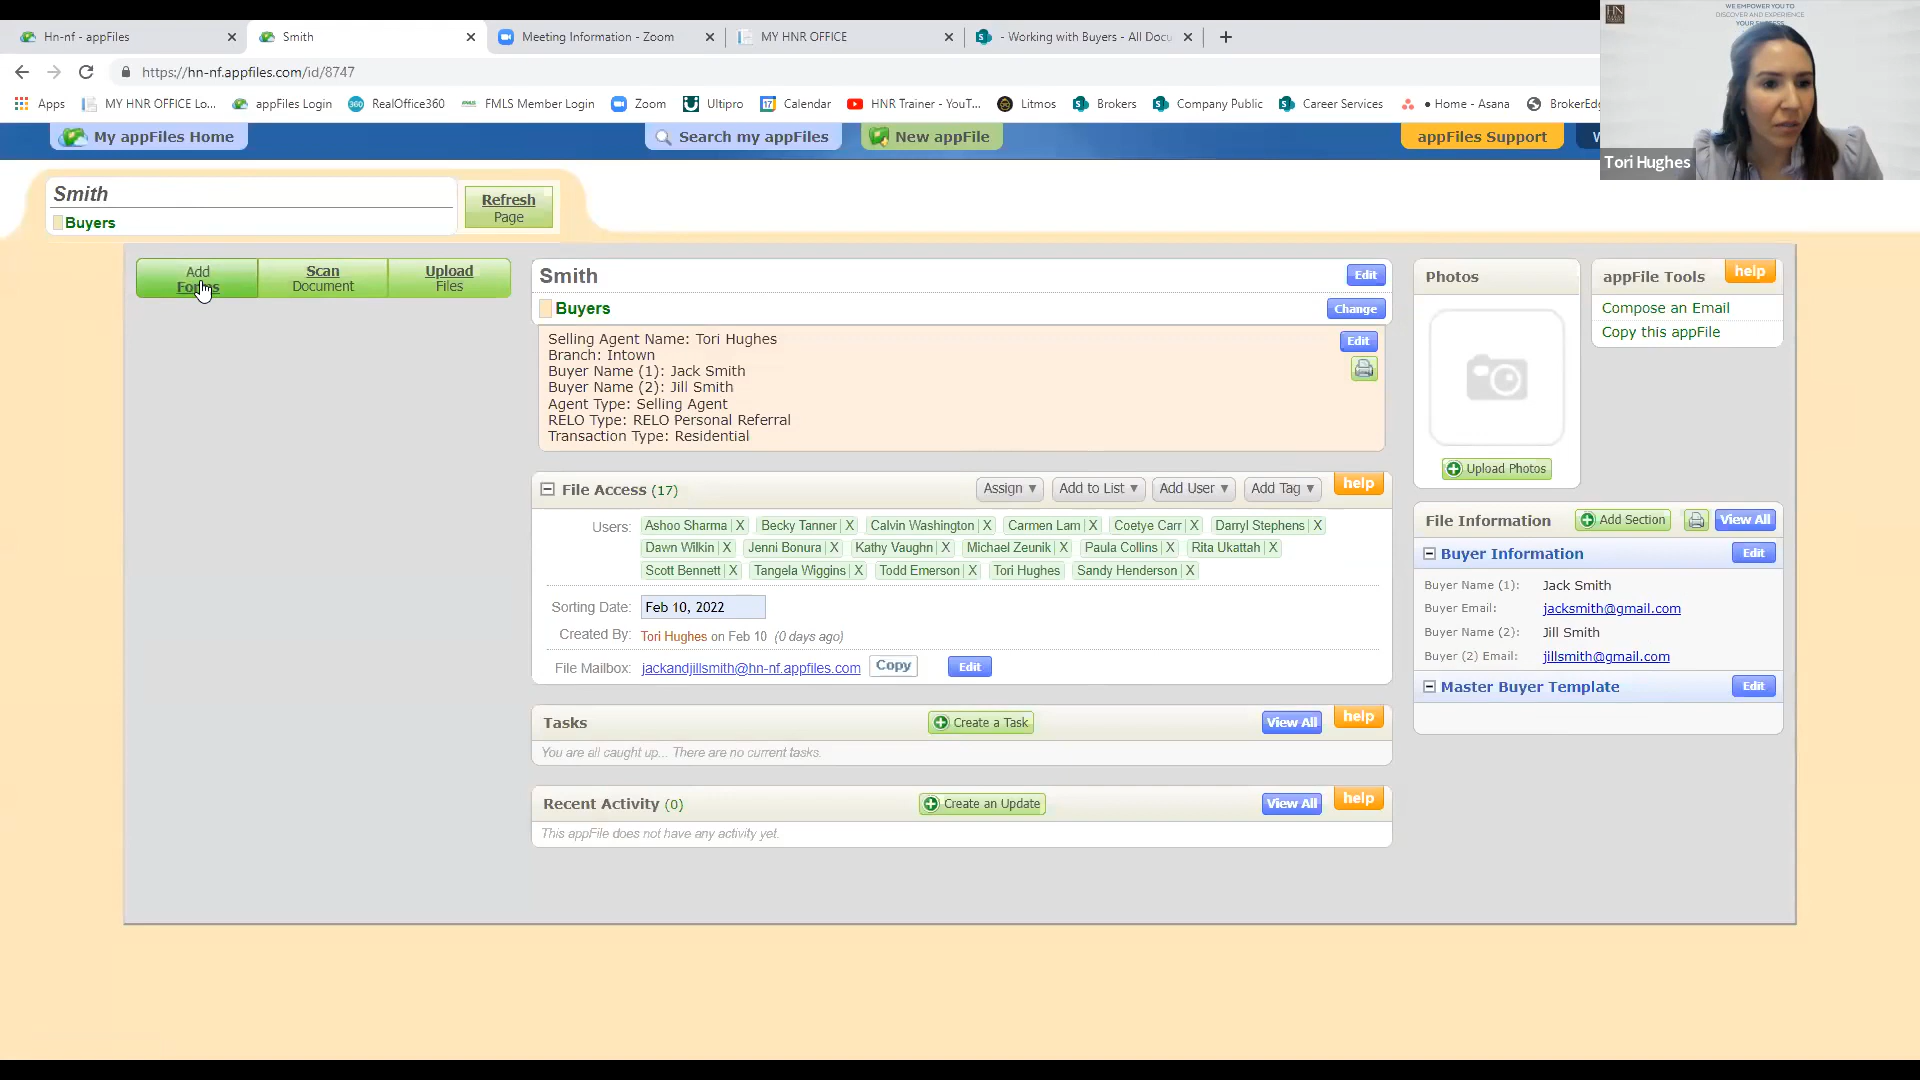 Hn-nf - appFiles
Smith
Meeting Information - Zoom
MY HNR OFFICE
- Working with Buyers - All Docu
https://hn-nf.appfiles.com/id/8747
Apps
MY HNR OFFICE Lo...
appFiles Login
RealOffice360
FMLS Member Login
Zoom
Ultipro
Calendar
HNR Trainer - YouT...
Litmos
Brokers
Company Public
Career Services
• Home - Asana
BrokerEdg
WE EMPOWER YOU TO
DISCOVER AND EXPERIENCE
YOUR SUCCESS
HN
Tori Hughes
My appFiles Home
Search my appFiles
New appFile
appFiles Support
W
Smith
Buyers
Refresh
Page
Add
Forms
Scan
Document
Upload
Files
Smith
Edit
Buyers
Change
Selling Agent Name: Tori Hughes
Edit
Branch: Intown
Buyer Name (1): Jack Smith
Buyer Name (2): Jill Smith
Agent Type: Selling Agent
RELO Type: RELO Personal Referral
Transaction Type: Residential
File Access (17)
Assign ▼
Add to List ▼
Add User ▼
Add Tag ▼
help
Users: Ashoo Sharma X Becky Tanner X Calvin Washington X Carmen Lam X Coetye Carr X Darryl Stephens X
Dawn Wilkin X Jenni Bonura X Kathy Vaughn X Michael Zeunik X Paula Collins X Rita Ukattah X
Scott Bennett X Tangela Wiggins X Todd Emerson X Tori Hughes Sandy Henderson X
Sorting Date: Feb 10, 2022
Created By: Tori Hughes on Feb 10 (0 days ago)
File Mailbox: jackandjillsmith@hn-nf.appfiles.com Copy Edit
Tasks
Create a Task
View All
help
You are all caught up... There are no current tasks.
Recent Activity (0)
Create an Update
View All
help
This appFile does not have any activity yet.
Photos
Upload Photos
appFile Tools
help
Compose an Email
Copy this appFile
File Information
Add Section
View All
Buyer Information
Edit
Buyer Name (1): Jack Smith
Buyer Email: jacksmith@gmail.com
Buyer Name (2): Jill Smith
Buyer (2) Email: jillsmith@gmail.com
Master Buyer Template
Edit